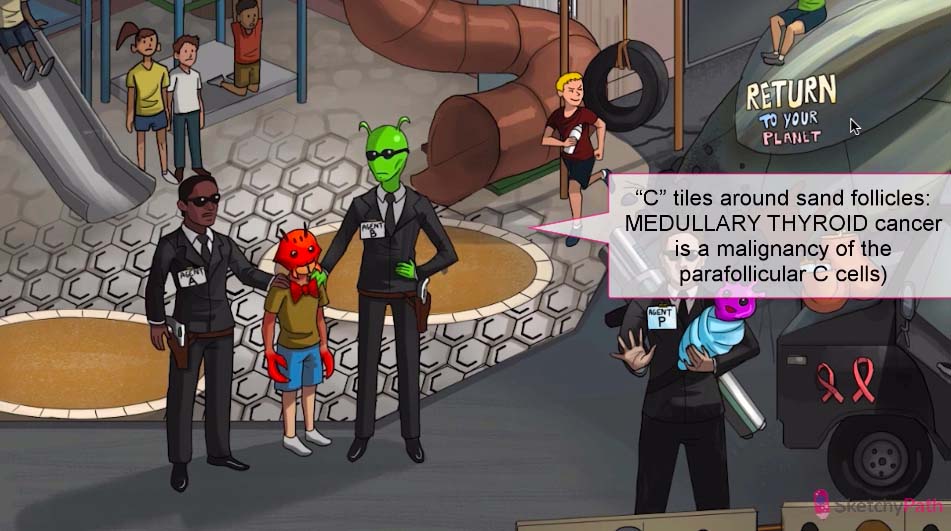 RETURN
TO YOUR
PLANET
“C” tiles around sand follicles:
MEDULLARY THYROID cancer
is a malignancy of the
parafollicular C cells)
AGENT
B
AGENT
A
AGENT
P
SketchyPath